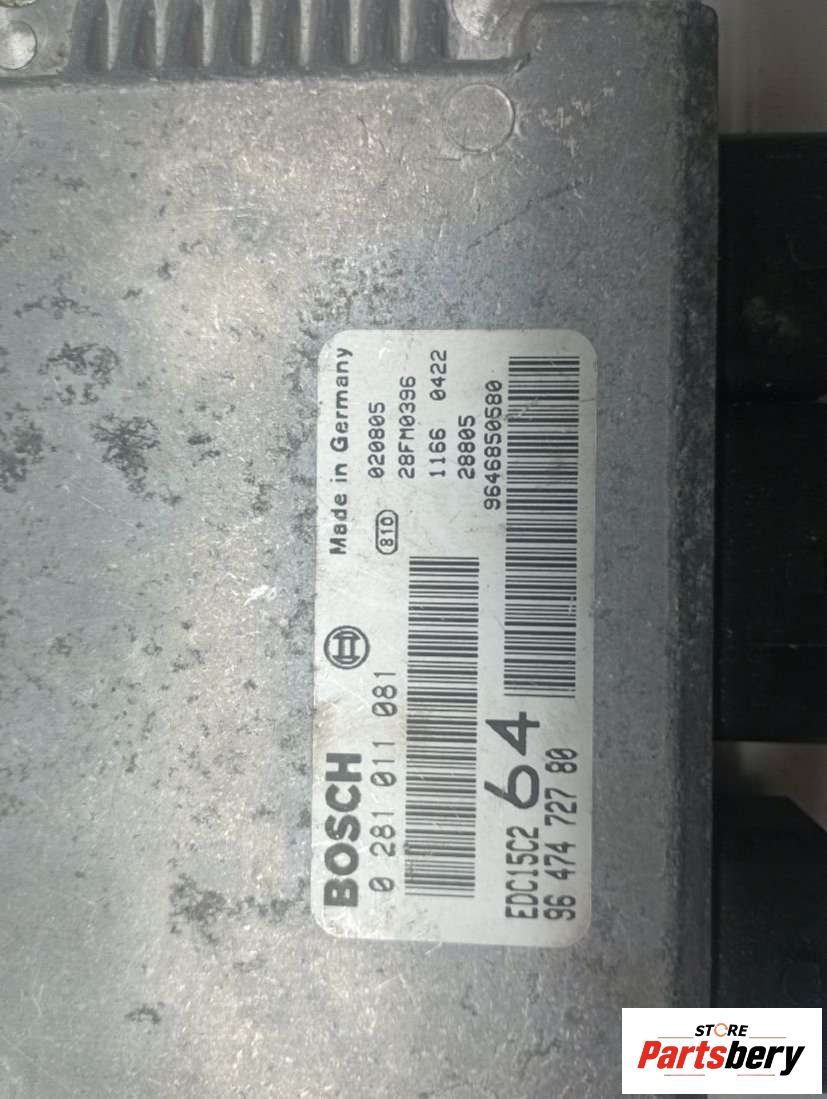 Made in Germany
BOSCH
0 281 011 081
810
020805
28FM0396
1166 0422
28805
9646850580
EDC15C2
64
96 474 727 80
STORE
Partsbery